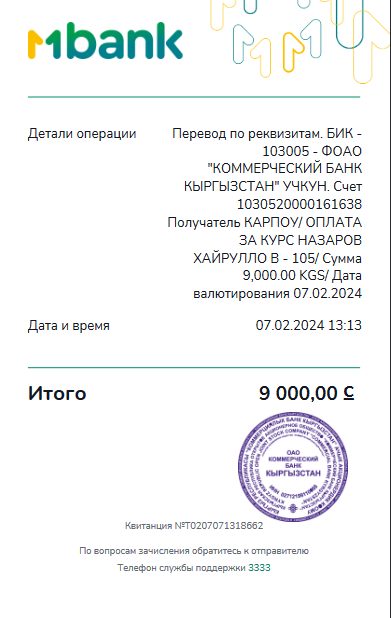 Mbank
Детали операции
Перевод по реквизитам. БИК -
103005 - ФОАО
"КОММЕРЧЕСКИЙ БАНК
КЫРГЫЗСТАН" УЧКУН. Счет
1030520000161638
Получатель КАРПОУ/ ОПЛАТА
ЗА КУРС НАЗАРОВ
ХАЙРУЛЛО В - 105/ Сумма
9,000.00 KGS/ Дата
валютирования 07.02.2024
Дата и время 07.02.2024 13:13
Итого 9 000,00 С
ОАО
КОММЕРЧЕСКИЙ
БАНК
КЫРГЫЗСТАН
Квитанция №T0207071318662
По вопросам зачисления обратитесь к отправителю
Телефон службы поддержки 3333